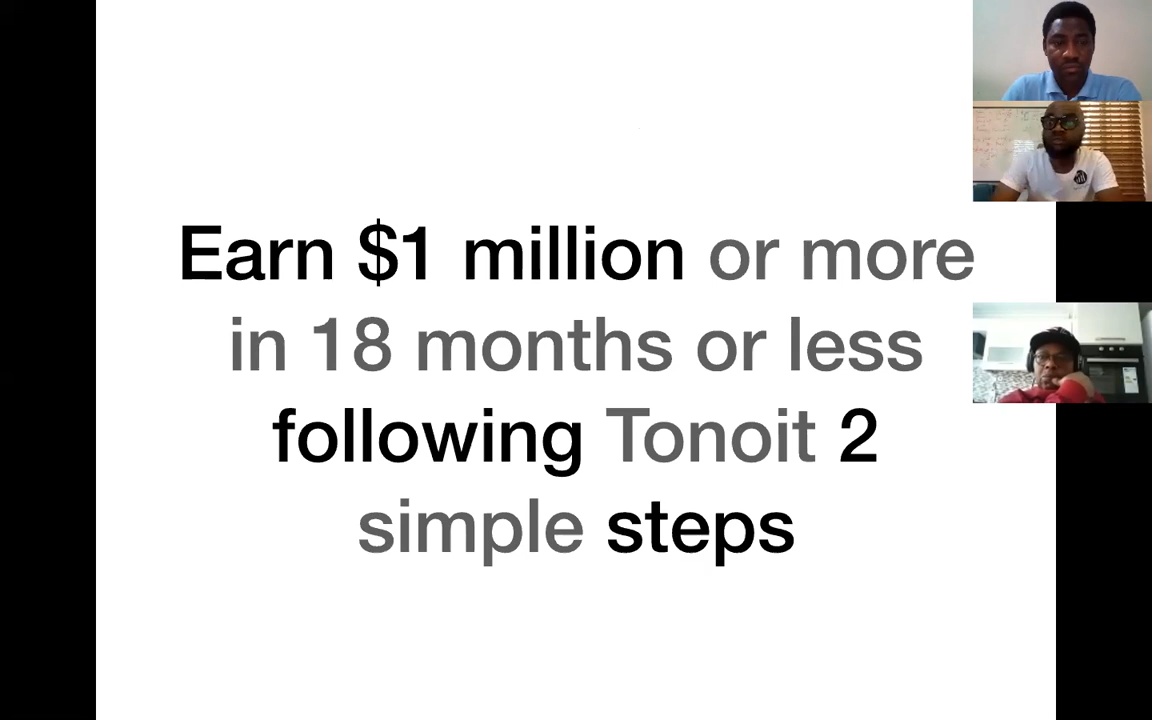 Earn $1 million or more
in 18 months or less
following Tonoit 2
simple steps